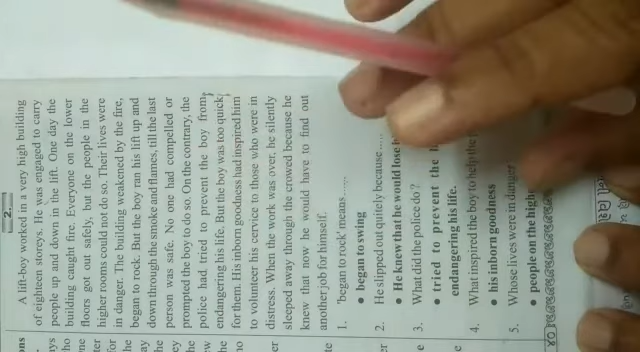 2.
A lift-boy worked in a very high building
of eighteen storeys. He was engaged to carry
people up and down in the lift. One day the
building caught fire. Everyone on the lower
floors got out safely, but the people in the
higher rooms could not do so. Their lives were
in danger. The building weakened by the fire,
began to rock. But the boy ran his lift up and
down through the smoke and flames, till the last
person was safe. No one had compelled or
prompted the boy to do so. On the contrary, the
police had tried to prevent the boy from
endangering his life. But the boy was too quick
for them. His inborn goodness had inspired him
to volunteer his cervice to those who were in
distress. When the work was over, he silently
sleeped away through the crowed because he
knew that now he would have to find out
another job for himself.
1. 'began to rock' means......
• began to swing
2. He slipped out quitely because.....
• He knew that he would lose
3. What did the police do ?
• tried to prevent the
endangering his life.
4. What inspired the boy to help the
• his inborn goodness
5. Whose lives were in danger
• people on the high